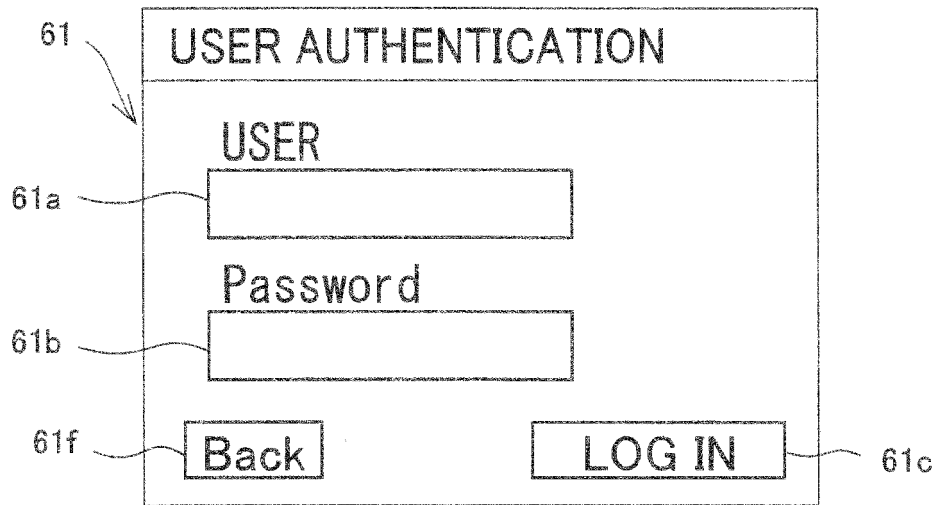 61
USER AUTHENTICATION
USER
61a
Password
61b
61f
Back
LOG IN
61c